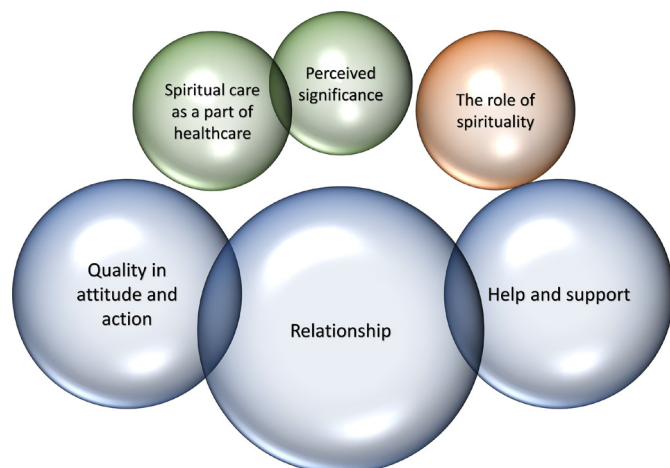 Spiritual care
as a part of
healthcare
Perceived
significance
The role of
spirituality
Quality in
attitude and
action
Relationship
Help and support